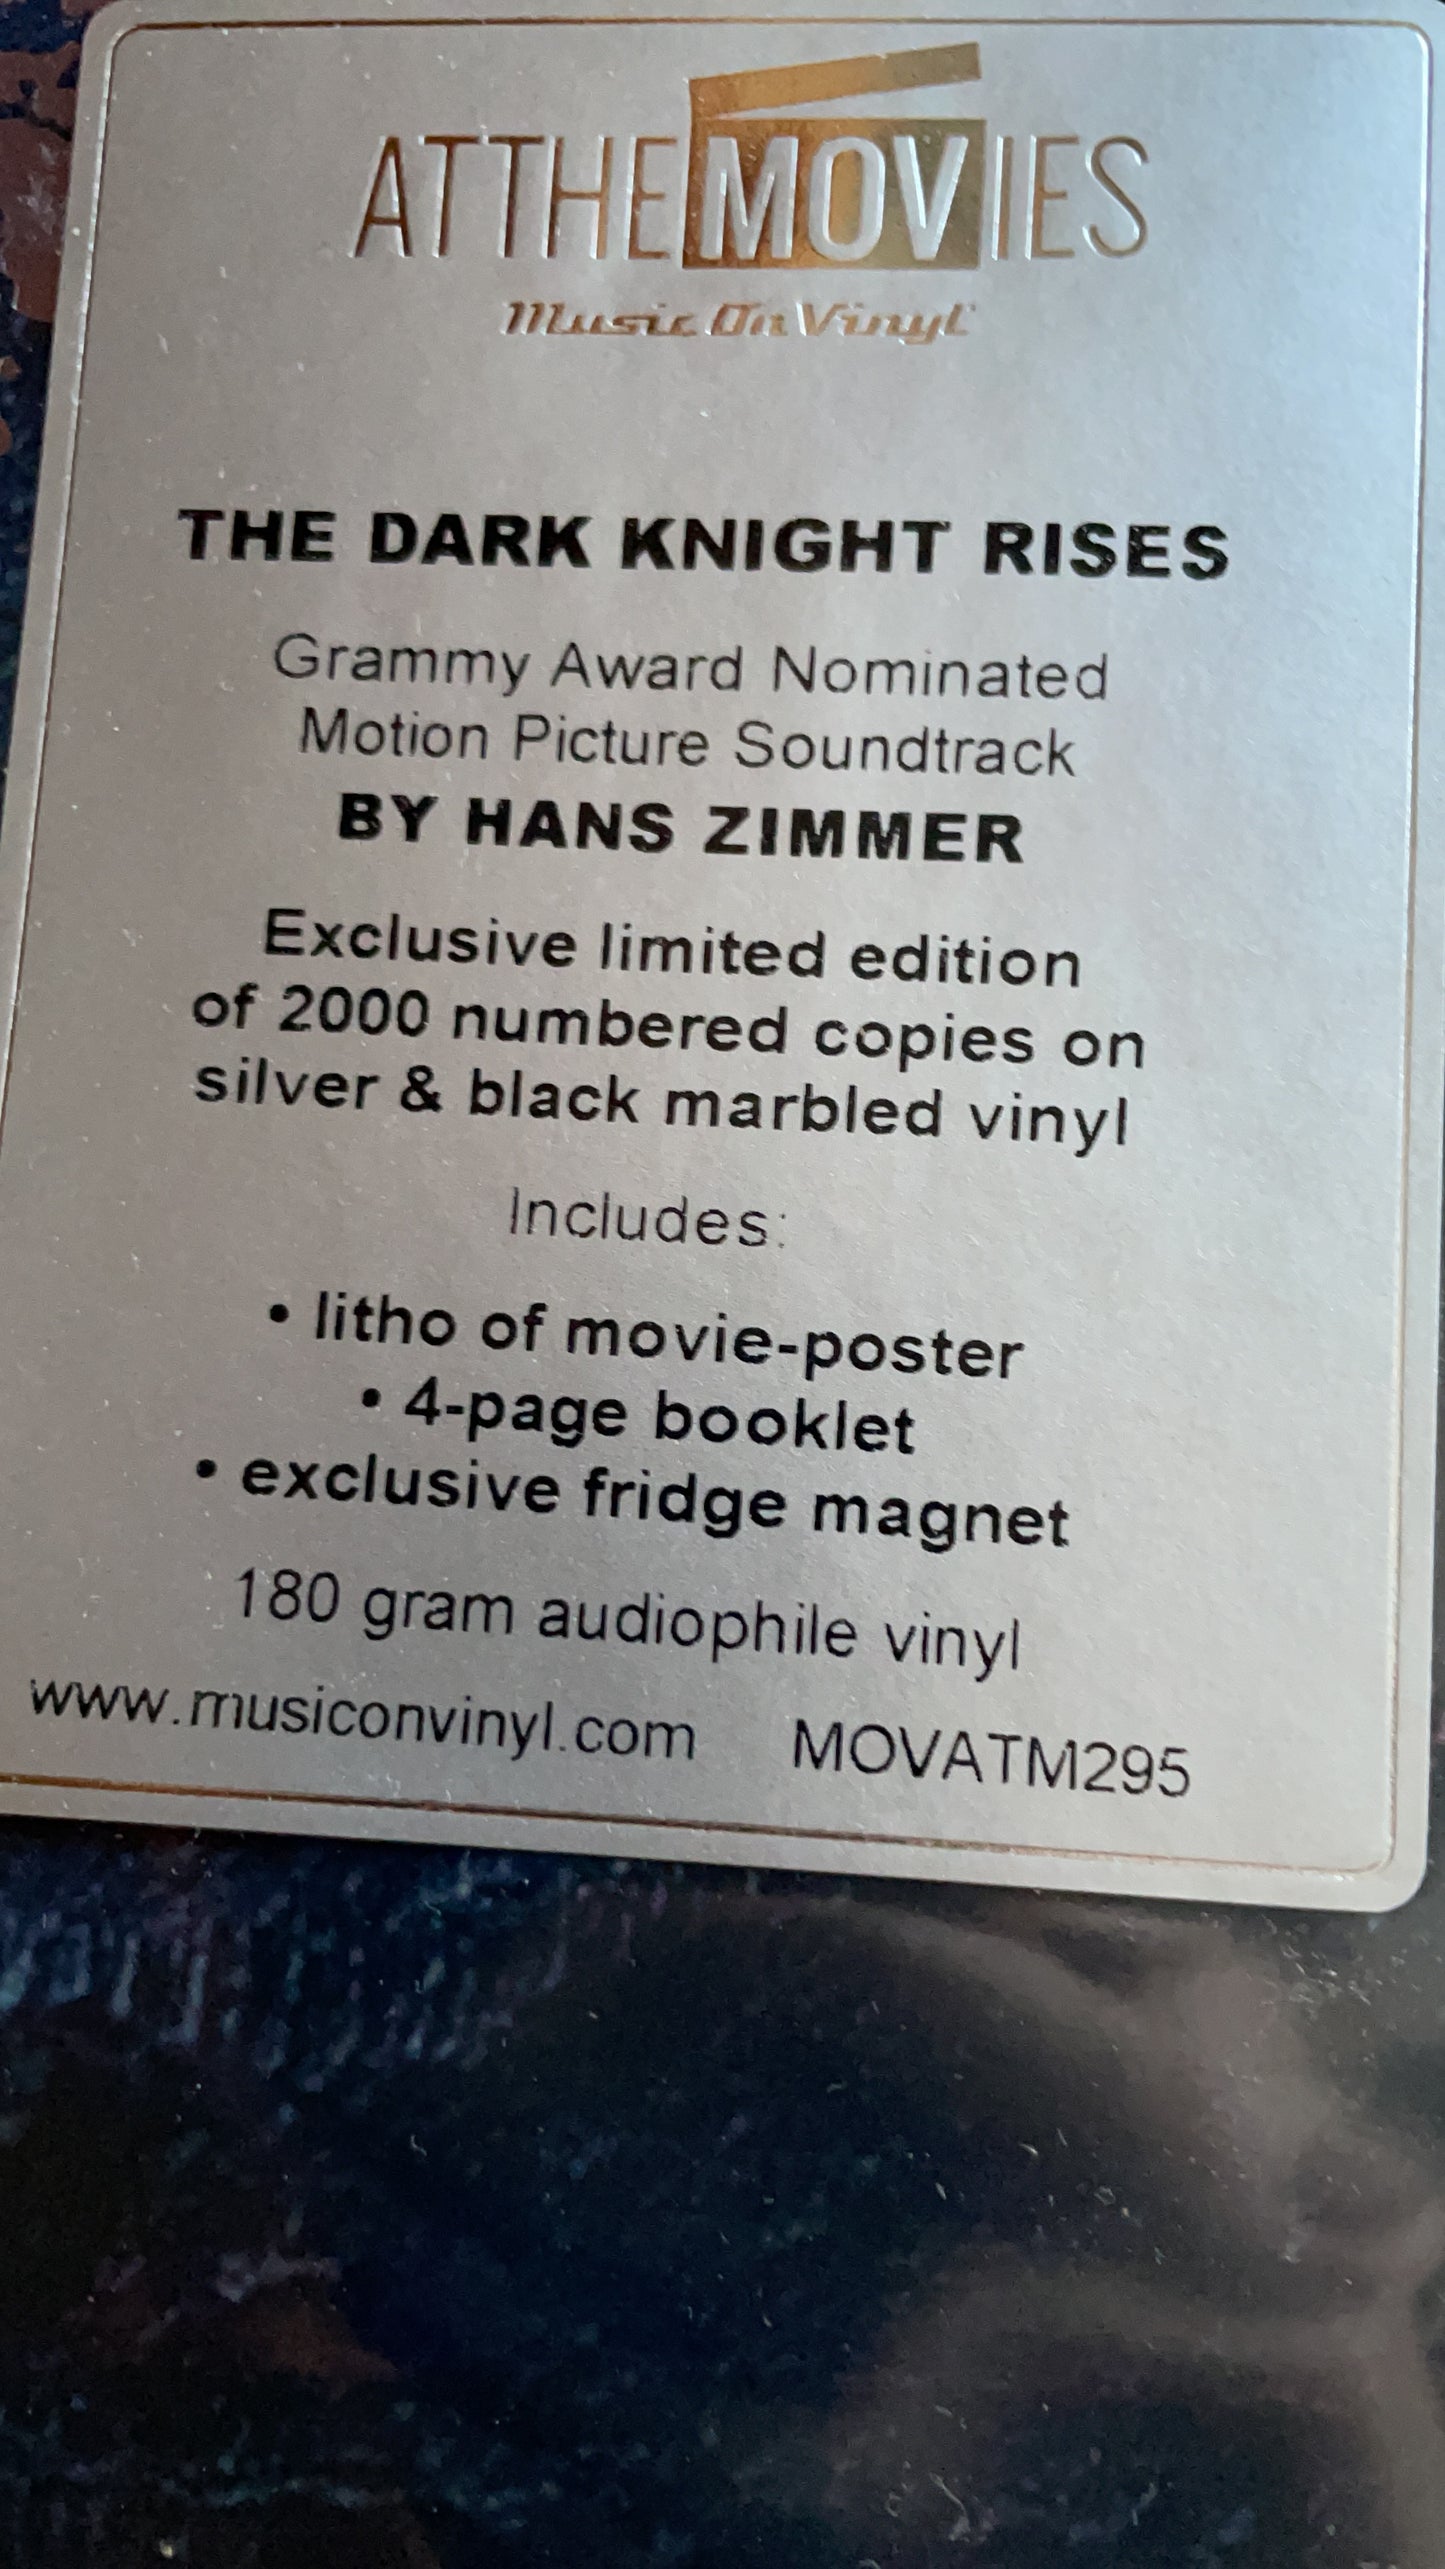 ATTHEMOVIES
Music On Vinyl
THE DARK KNIGHT RISES
Grammy Award Nominated
Motion Picture Soundtrack
BY HANS ZIMMER
Exclusive limited edition
of 2000 numbered copies on
silver & black marbled vinyl
Includes:
• litho of movie-poster
• 4-page booklet
• exclusive fridge magnet
180 gram audiophile vinyl
www.musiconvinyl.com MOVATM295